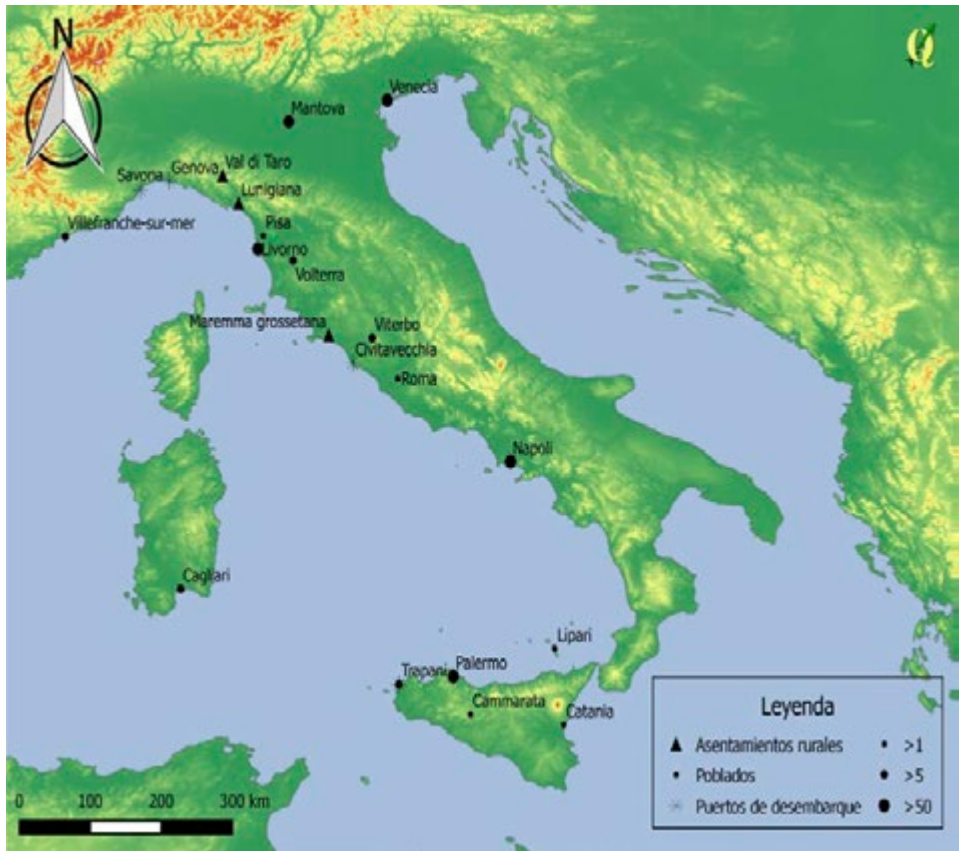 N
Venecia
Mantova
Genova
Val di Taro
Savona
Lunigiana
Villefranche-sur-mer
Pisa
Livorno
Volterra
Maremma grossetana
Viterbo
Civitavecchia
Roma
Napoli
Cagliari
Lipari
Trapani
Palermo
Cammarata
Catania
Leyenda
Asentamientos rurales
>1
Poblados
>5
Puertos de desembarque
>50
0 100 200 300 km